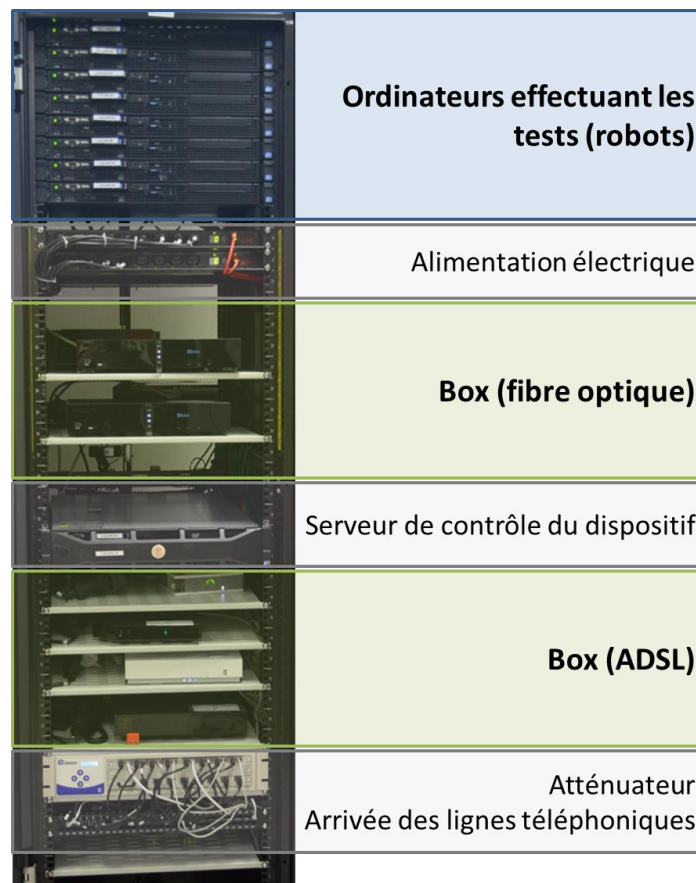 Ordinateurs effectuant les
tests (robots)
Alimentation électrique
Box (fibre optique)
Serveur de contrôle du dispositif
Box (ADSL)
Atténuateur
Arrivée des lignes téléphoniques